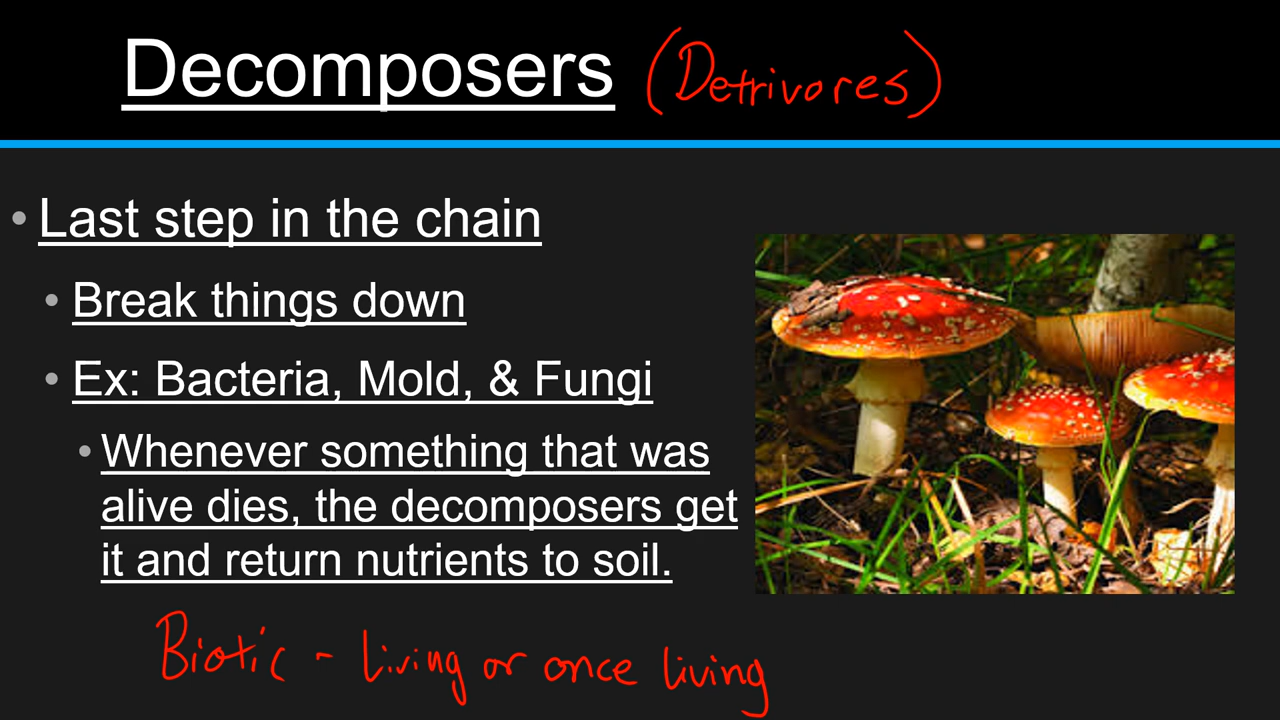 Decomposers (Detrivores)
• Last step in the chain
• Break things down
• Ex: Bacteria, Mold, & Fungi
• Whenever something that was
alive dies, the decomposers get
it and return nutrients to soil.
Biotic - living or once living